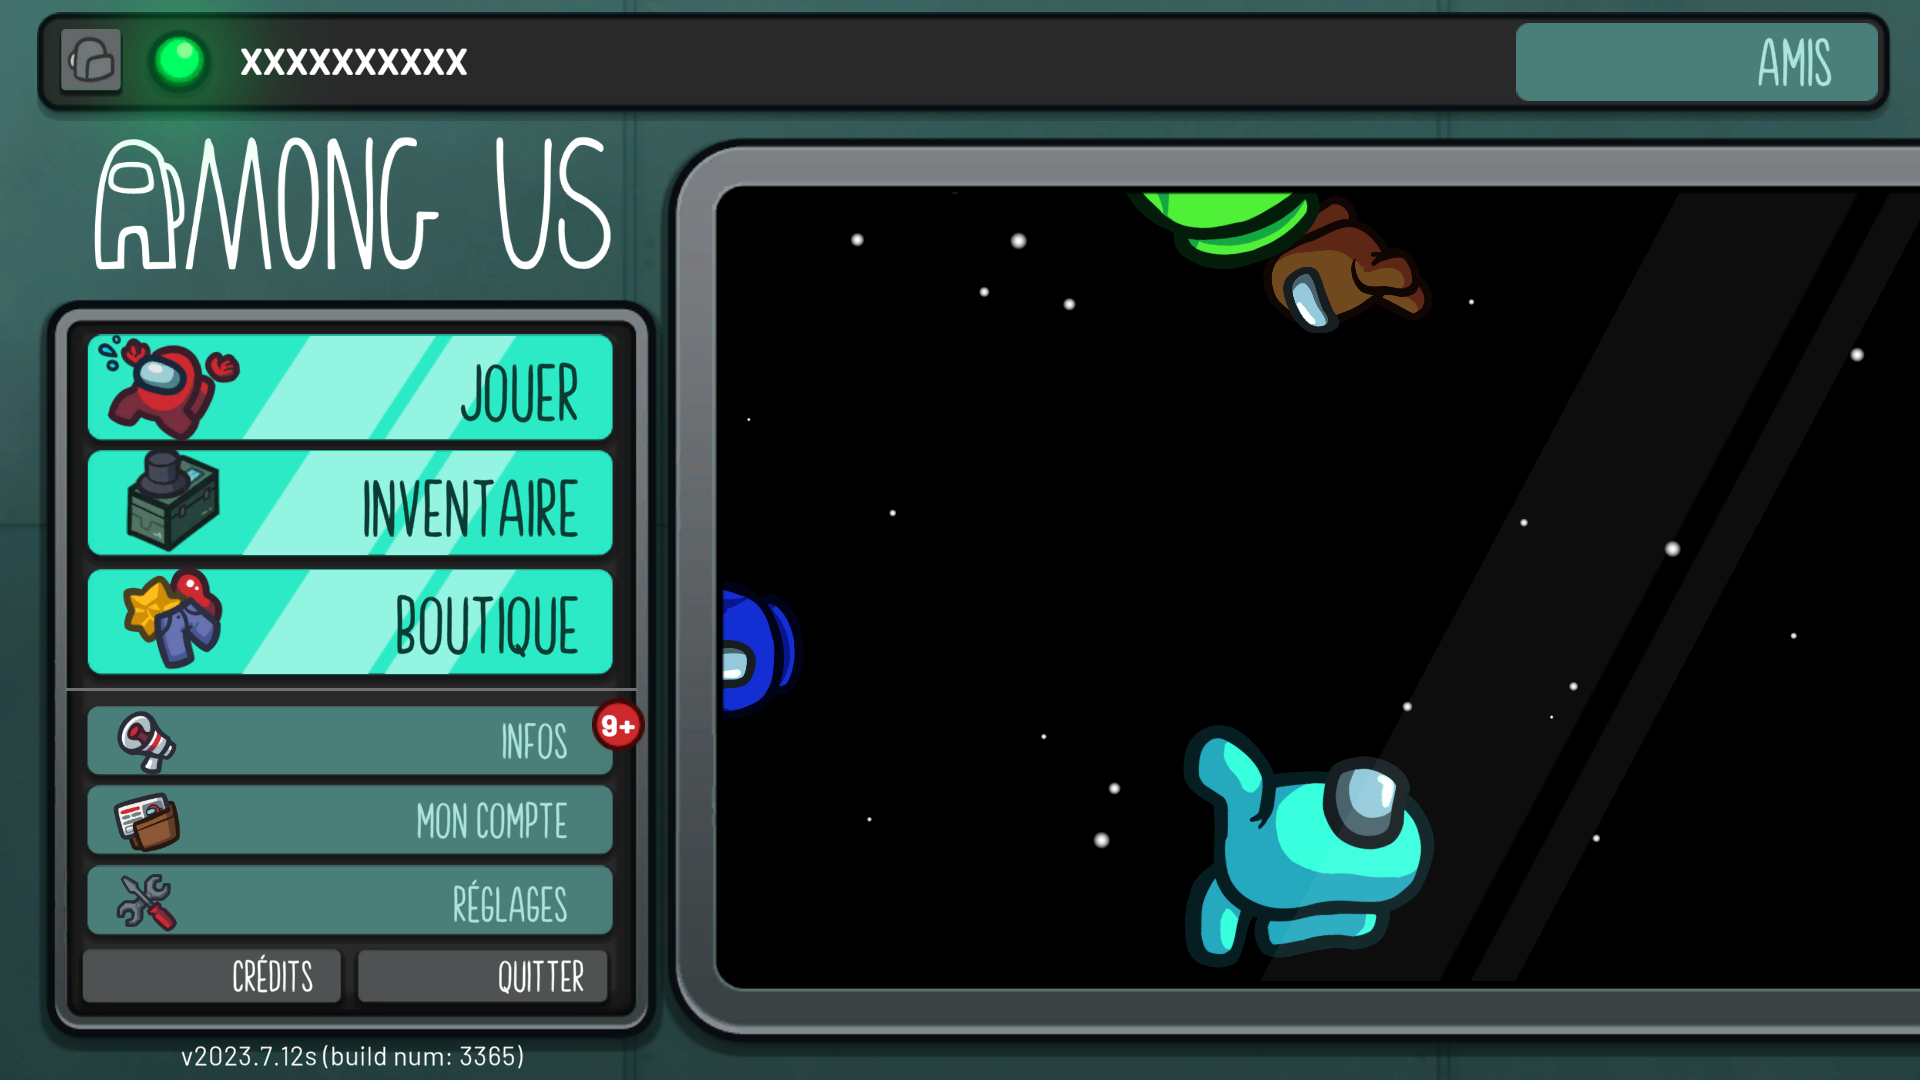 XXXXXXXXXX
AMIS
AMONG US
JOUER
INVENTAIRE
BOUTIQUE
INFOS
9+
MON COMPTE
RÉGLAGES
CRÉDITS
QUITTER
v2023.7.12s (build num: 3365)